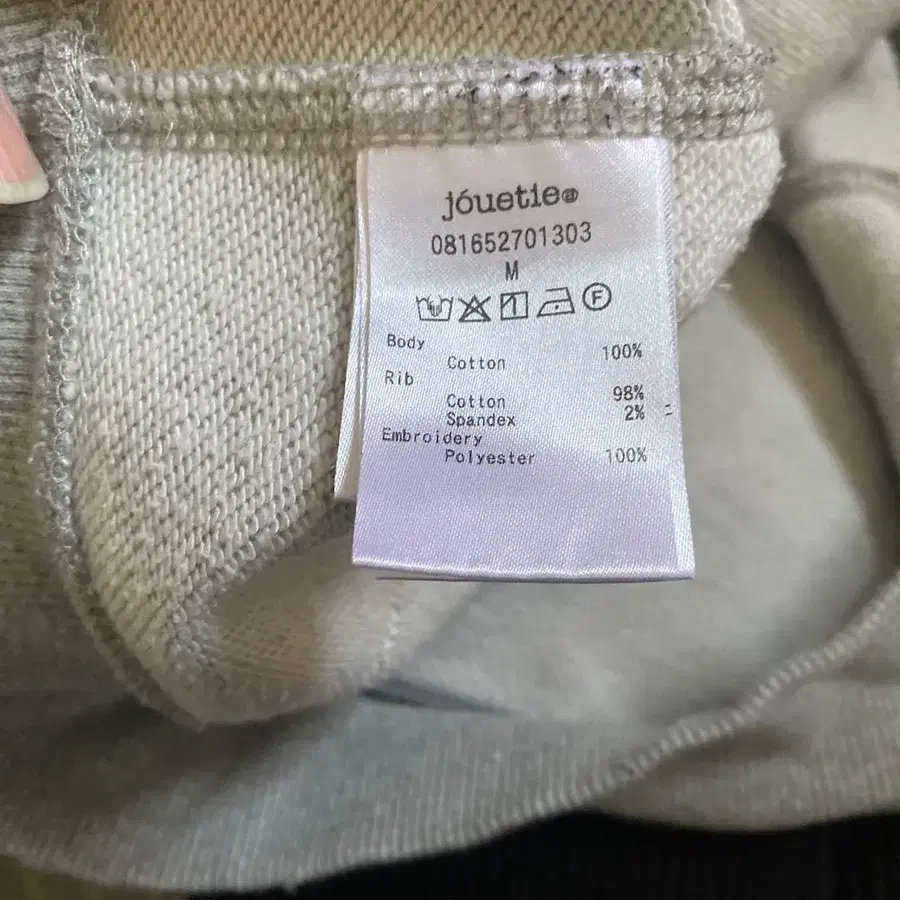 jóuetie®
081652701303
M
F
Body
Cotton 100%
Rib
Cotton 98%
Spandex 2%
Embroidery
Polyester 100%